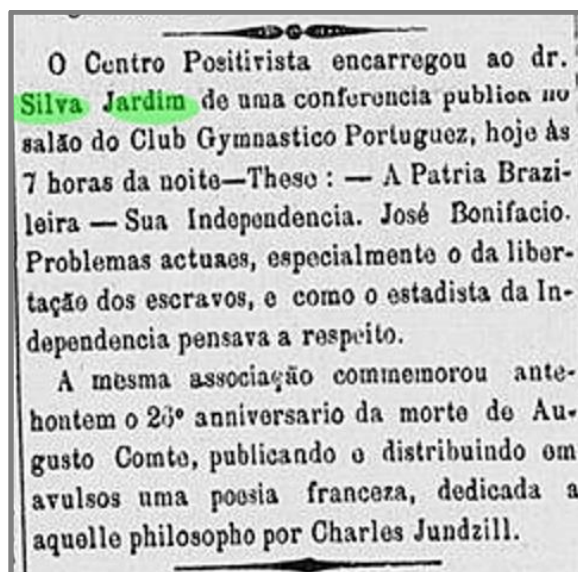 O Centro Positivista encarregou ao dr.
Silva Jardim de uma conferencia publica no
salão do Club Gymnastico Portuguez, hoje ás
7 horas da noite—These : — A Patria Brazi-
leira — Sua Independencia. José Bonifacio.
Problemas actuaes, especialmente o da liber-
tação dos escravos, e como o estadista da In-
dependencia pensava a respeito.
A mesma associação commemorou ante-
hontem o 26º anniversario da morte de Au-
gusto Comte, publicando e distribuindo em
avulsos uma poesia franceza, dedicada a
aquelle philosopho por Charles Jundzill.